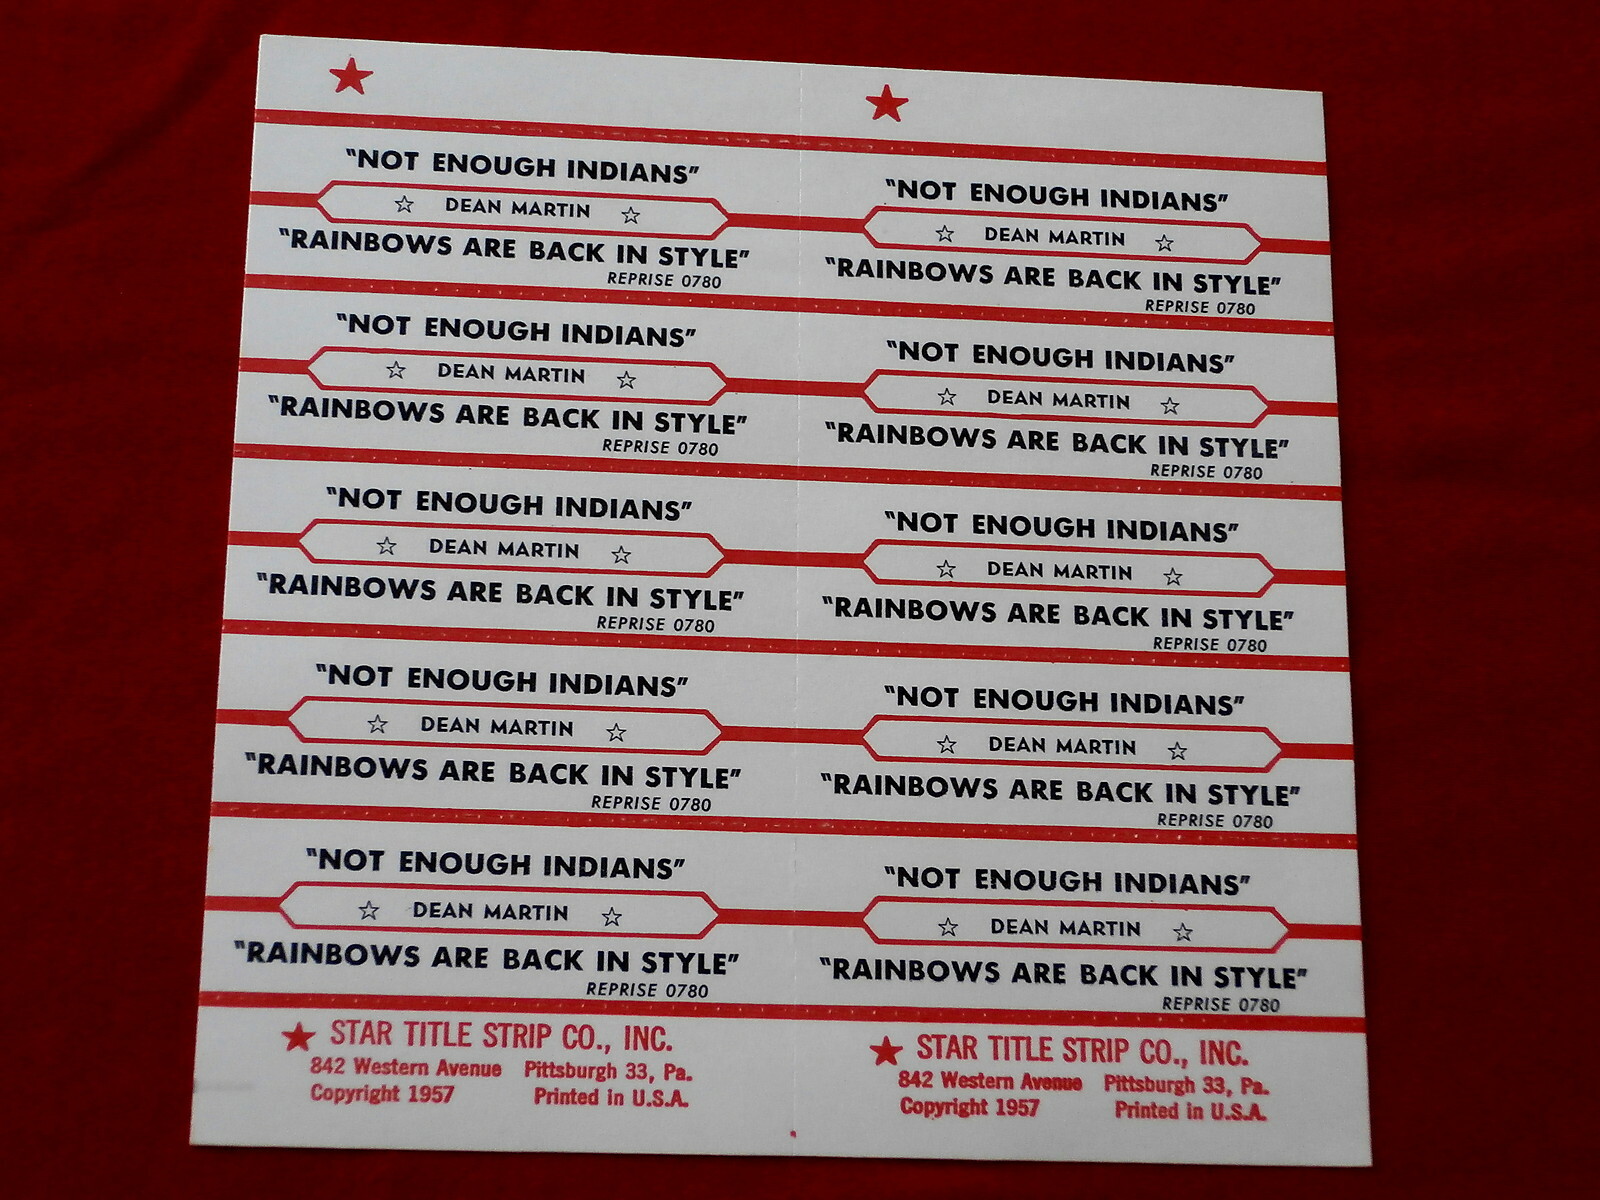 "NOT ENOUGH INDIANS"
☆ DEAN MARTIN ☆
"RAINBOWS ARE BACK IN STYLE"
REPRISE 0780
"NOT ENOUGH INDIANS"
☆ DEAN MARTIN ☆
"RAINBOWS ARE BACK IN STYLE"
REPRISE 0780
"NOT ENOUGH INDIANS"
☆ DEAN MARTIN ☆
"RAINBOWS ARE BACK IN STYLE"
REPRISE 0780
"NOT ENOUGH INDIANS"
☆ DEAN MARTIN ☆
"RAINBOWS ARE BACK IN STYLE"
REPRISE 0780
"NOT ENOUGH INDIANS"
☆ DEAN MARTIN ☆
"RAINBOWS ARE BACK IN STYLE"
REPRISE 0780
★ STAR TITLE STRIP CO., INC.
842 Western Avenue Pittsburgh 33, Pa.
Copyright 1957 Printed in U.S.A.
"NOT ENOUGH INDIANS"
☆ DEAN MARTIN ☆
"RAINBOWS ARE BACK IN STYLE"
REPRISE 0780
"NOT ENOUGH INDIANS"
☆ DEAN MARTIN ☆
"RAINBOWS ARE BACK IN STYLE"
REPRISE 0780
"NOT ENOUGH INDIANS"
☆ DEAN MARTIN ☆
"RAINBOWS ARE BACK IN STYLE"
REPRISE 0780
"NOT ENOUGH INDIANS"
☆ DEAN MARTIN ☆
"RAINBOWS ARE BACK IN STYLE"
REPRISE 0780
"NOT ENOUGH INDIANS"
☆ DEAN MARTIN ☆
"RAINBOWS ARE BACK IN STYLE"
REPRISE 0780
★ STAR TITLE STRIP CO., INC.
842 Western Avenue Pittsburgh 33, Pa.
Copyright 1957 Printed in U.S.A.